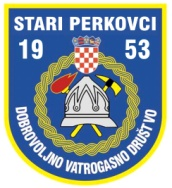 STARI PERKOVCI
19 53
DOBROVOLJNO VATROGASNO DRUŠTVO